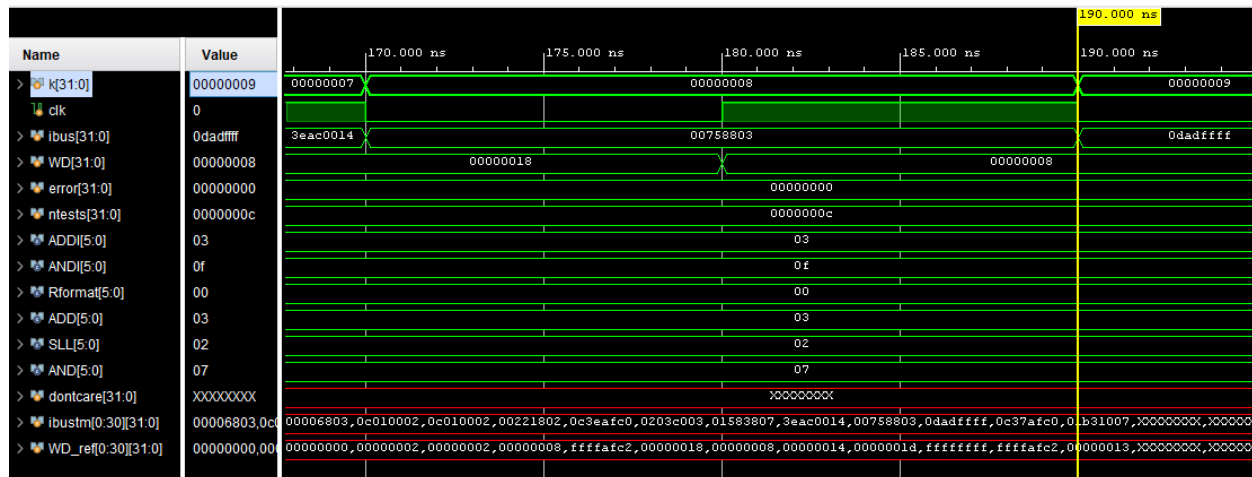 190.000 ns
Name Value 170.000 ns 175.000 ns 180.000 ns 185.000 ns 190.000 ns
k[31:0] 00000009 00000007 00000008 00000009
clk 0
ibus[31:0] 0dadffff 3eac0014 00758803 0dadffff
WD[31:0] 00000008 00000018 00000008
error[31:0] 00000000 00000000
ntests[31:0] 0000000c 0000000c
ADDI[5:0] 03 03
ANDI[5:0] 0f 0f
Rformat[5:0] 00 00
ADD[5:0] 03 03
SLL[5:0] 02 02
AND[5:0] 07 07
dontcare[31:0] XXXXXXXX XXXXXXXX
ibustm[0:30][31:0] 00006803,0c 00006803,0c010002,0c010002,00221802,0c3eafc0,0203c003,01583807,3eac0014,00758803,0dadffff,0c37afc0,01b31007,XXXXXXXX,XXXXX
WD_ref[0:30][31:0] 00000000,00 00000000,00000002,00000002,00000008,ffffafc2,00000018,00000008,00000014,0000001d,ffffffff,ffffafc2,00000013,XXXXXXXX,XXXXX